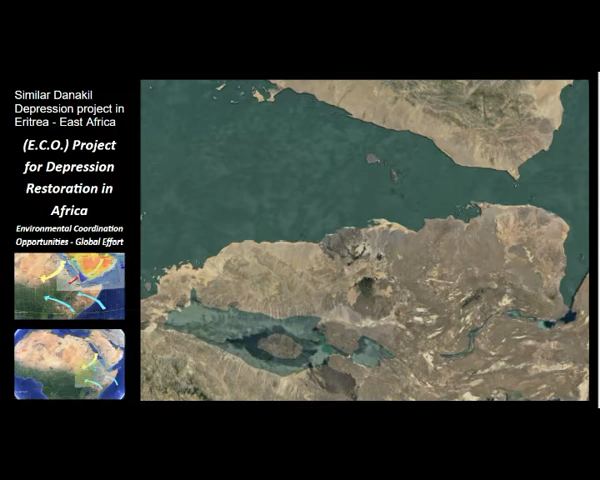 Similar Danakil
Depression project in
Eritrea - East Africa
(E.C.O.) Project
for Depression
Restoration in
Africa
Environmental Coordination
Opportunities - Global Effort